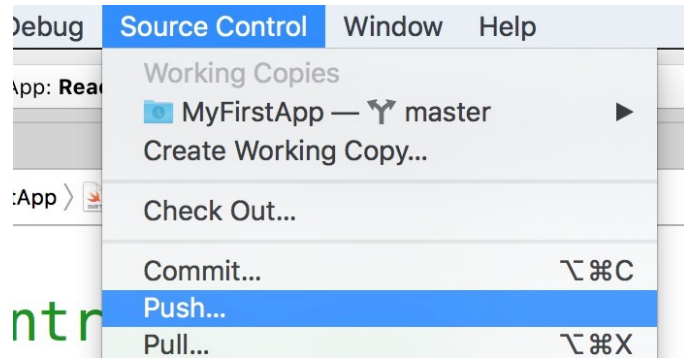 Debug Source Control Window Help
App: Rea
Working Copies
MyFirstApp — master
Create Working Copy...
tApp
Check Out...
Commit... ⌥⌘C
Push...
ntr
Pull... ⌥⌘X